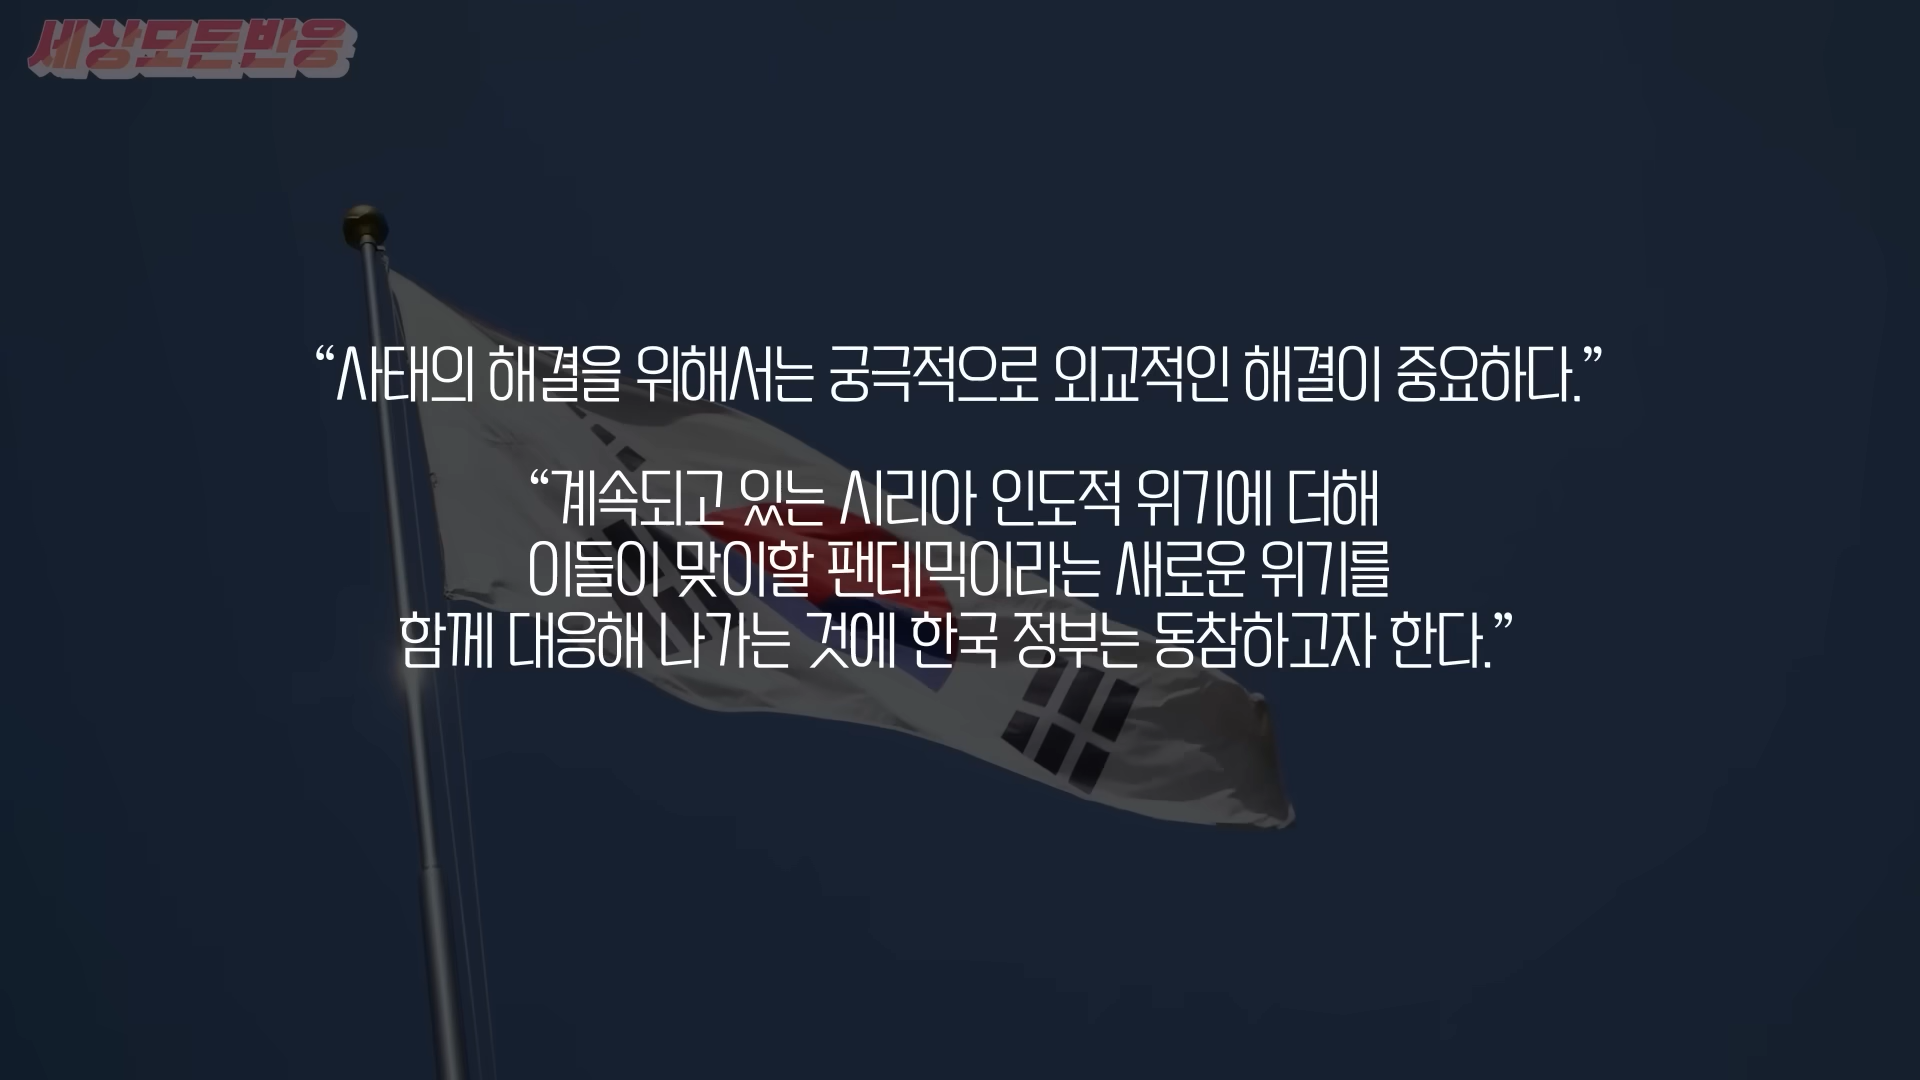 세상모든반응
“사태의 해결을 위해서는 궁극적으로 외교적인 해결이 중요하다.”
“계속되고 있는 시리아 인도적 위기에 더해
이들이 맞이할 팬데믹이라는 새로운 위기를
함께 대응해 나가는 것에 한국 정부는 동참하고자 한다.”